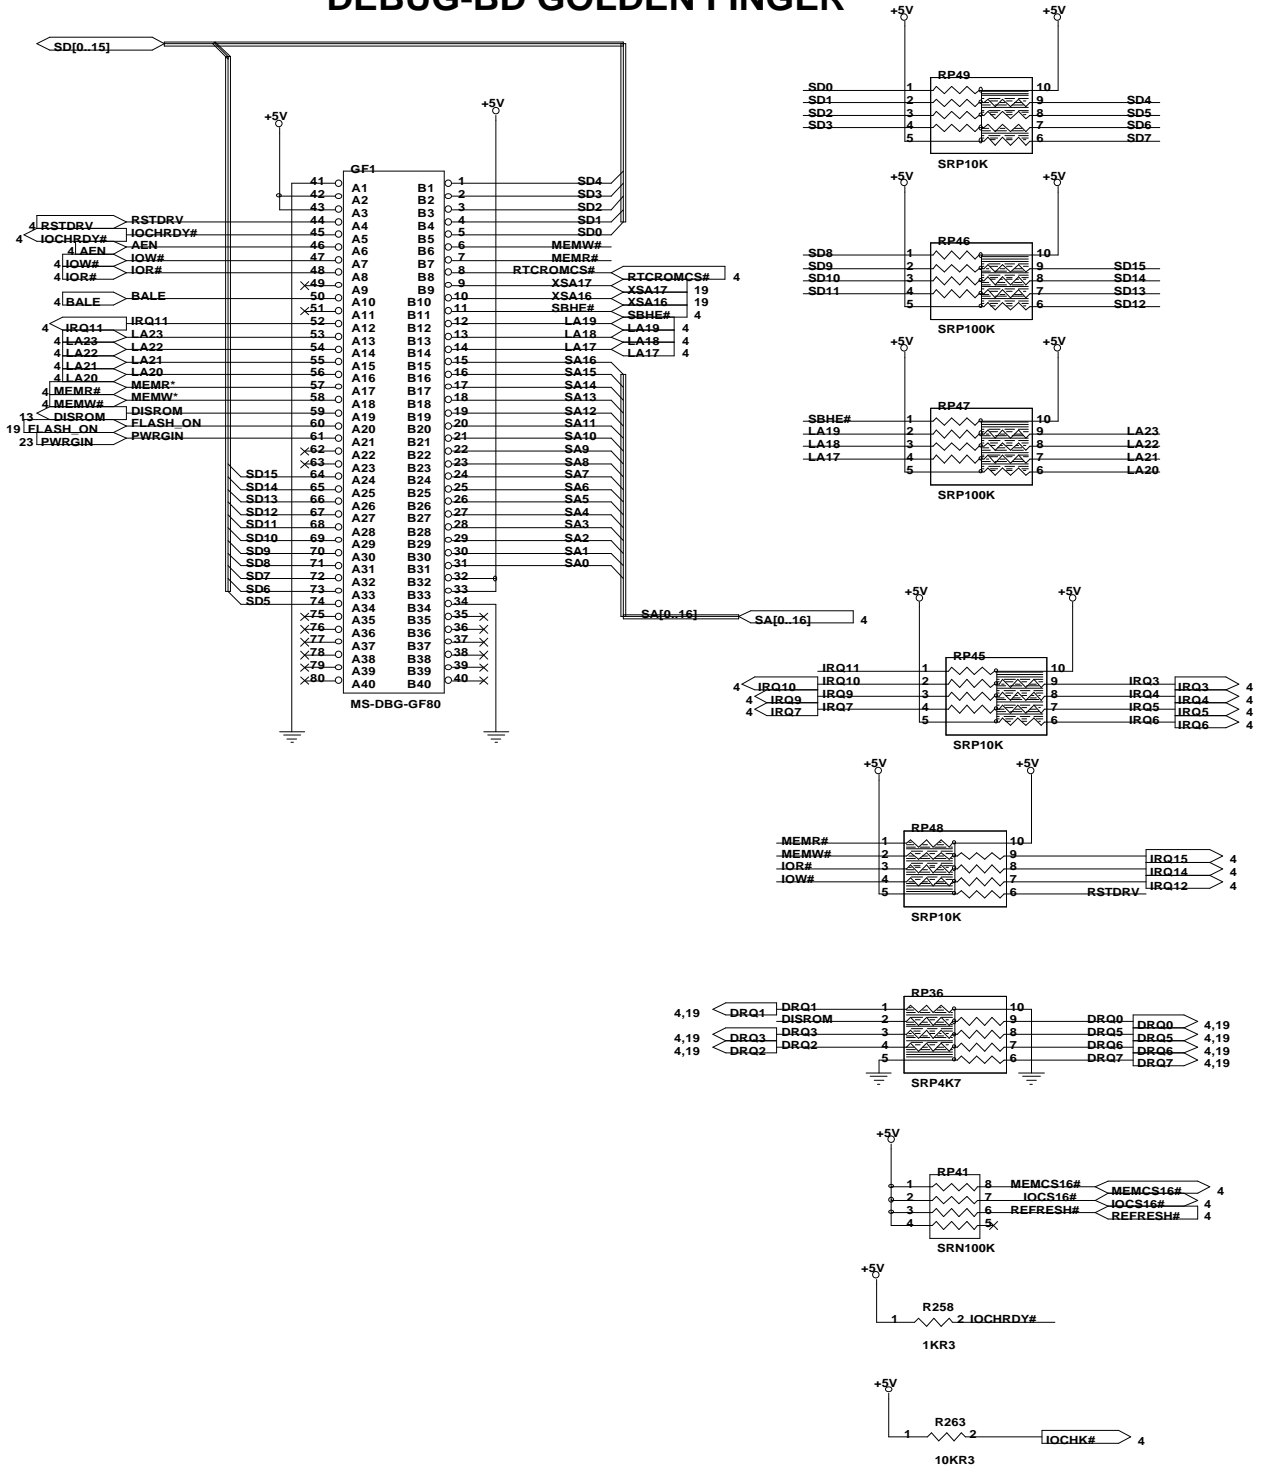 DEBUG-BD GOLDEN FINGER
SD[0..15]
+5V
+5V
GF1
41 A1 B1 1 SD4
42 A2 B2 2 SD3
43 A3 B3 3 SD2
4 RSTDRV RSTDRV 44 A4 B4 4 SD1
4 IOCHRDY# IOCHRDY# 45 A5 B5 5 SD0
4 AEN AEN 46 A6 B6 6 MEMW#
4 IOW# IOW# 47 A7 B7 7 MEMR#
4 IOR# IOR# 48 A8 B8 8 RTCROMCS# RTCROMCS# 4
49 A9 B9 9 XSA17 XSA17 19
4 BALE BALE 50 A10 B10 10 XSA16 XSA16 19
51 A11 B11 11 SBHE# SBHE# 4
4 IRQ11 IRQ11 52 A12 B12 12 LA19 LA19 4
4 LA23 LA23 53 A13 B13 13 LA18 LA18 4
4 LA22 LA22 54 A14 B14 14 LA17 LA17 4
4 LA21 LA21 55 A15 B15 15 SA16
4 LA20 LA20 56 A16 B16 16 SA15
4 MEMR# MEMR* 57 A17 B17 17 SA14
4 MEMW# MEMW* 58 A18 B18 18 SA13
13 DISROM DISROM 59 A19 B19 19 SA12
19 FLASH_ON FLASH_ON 60 A20 B20 20 SA11
23 PWRGIN PWRGIN 61 A21 B21 21 SA10
62 A22 B22 22 SA9
63 A23 B23 23 SA8
SD15 64 A24 B24 24 SA7
SD14 65 A25 B25 25 SA6
SD13 66 A26 B26 26 SA5
SD12 67 A27 B27 27 SA4
SD11 68 A28 B28 28 SA3
SD10 69 A29 B29 29 SA2
SD9 70 A30 B30 30 SA1
SD8 71 A31 B31 31 SA0
SD7 72 A32 B32 32
SD6 73 A33 B33 33
SD5 74 A34 B34 34
75 A35 B35 35
76 A36 B36 36
77 A37 B37 37
78 A38 B38 38
79 A39 B39 39
80 A40 B40 40
MS-DBG-GF80
SA[0..16] SA[0..16] 4
+5V +5V
RP49
SD0 1 10
SD1 2 9 SD4
SD2 3 8 SD5
SD3 4 7 SD6
5 6 SD7
SRP10K
+5V +5V
RP46
SD8 1 10
SD9 2 9 SD15
SD10 3 8 SD14
SD11 4 7 SD13
5 6 SD12
SRP100K
+5V +5V
RP47
SBHE# 1 10
LA19 2 9 LA23
LA18 3 8 LA22
LA17 4 7 LA21
5 6 LA20
SRP100K
+5V +5V
RP45
IRQ11 1 10
4 IRQ10 IRQ10 2 9 IRQ3 IRQ3 4
4 IRQ9 IRQ9 3 8 IRQ4 IRQ4 4
4 IRQ7 IRQ7 4 7 IRQ5 IRQ5 4
5 6 IRQ6 IRQ6 4
SRP10K
+5V +5V
RP48
MEMR# 1 10
MEMW# 2 9 IRQ15 4
IOR# 3 8 IRQ14 4
IOW# 4 7 IRQ12 4
5 6 RSTDRV
SRP10K
RP36
4,19 DRQ1 DRQ1 1 10
DISROM 2 9 DRQ0 DRQ0 4,19
4,19 DRQ3 DRQ3 3 8 DRQ5 DRQ5 4,19
4,19 DRQ2 DRQ2 4 7 DRQ6 DRQ6 4,19
5 6 DRQ7 DRQ7 4,19
SRP4K7
+5V
RP41
1 8 MEMCS16# MEMCS16# 4
2 7 IOCS16# IOCS16# 4
3 6 REFRESH# REFRESH# 4
4 5
SRN100K
+5V
R258
1 2 IOCHRDY#
1KR3
+5V
R263
1 2 IOCHK# 4
10KR3